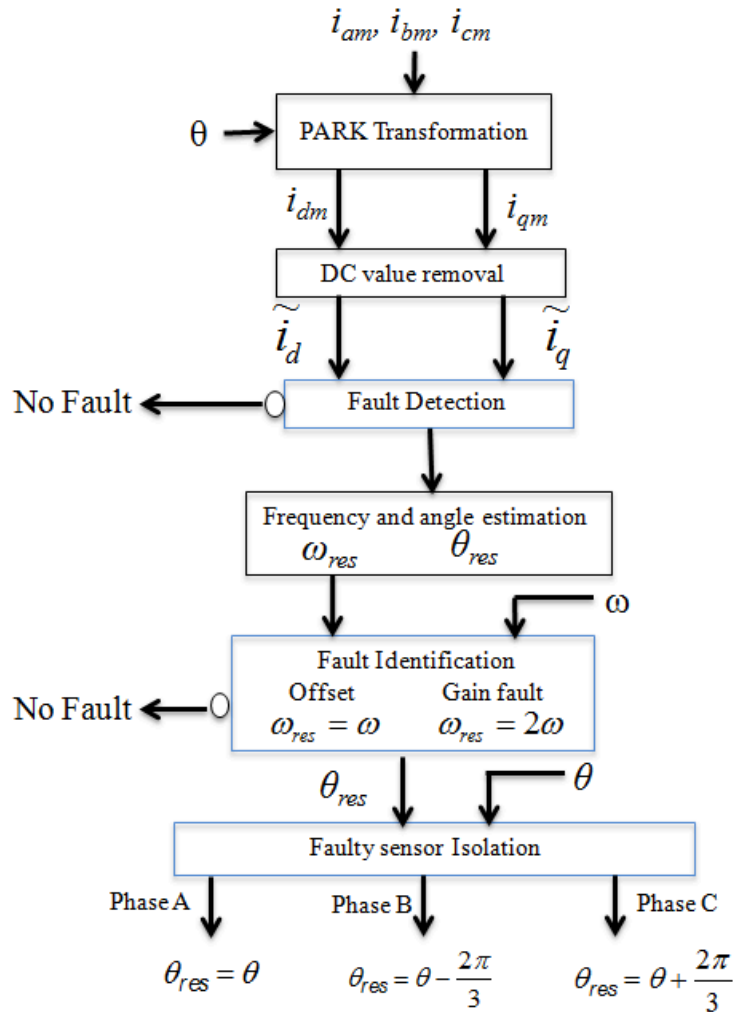 i_am, i_bm, i_cm
θ
PARK Transformation
i_dm
i_qm
DC value removal
ĩ_d
ĩ_q
No Fault
Fault Detection
Frequency and angle estimation
ω_res θ_res
ω
Fault Identification
Offset Gain fault
ω_res = ω ω_res = 2ω
No Fault
θ_res
θ
Faulty sensor Isolation
Phase A
Phase B
Phase C
θ_res = θ
θ_res = θ − 2π/3
θ_res = θ + 2π/3